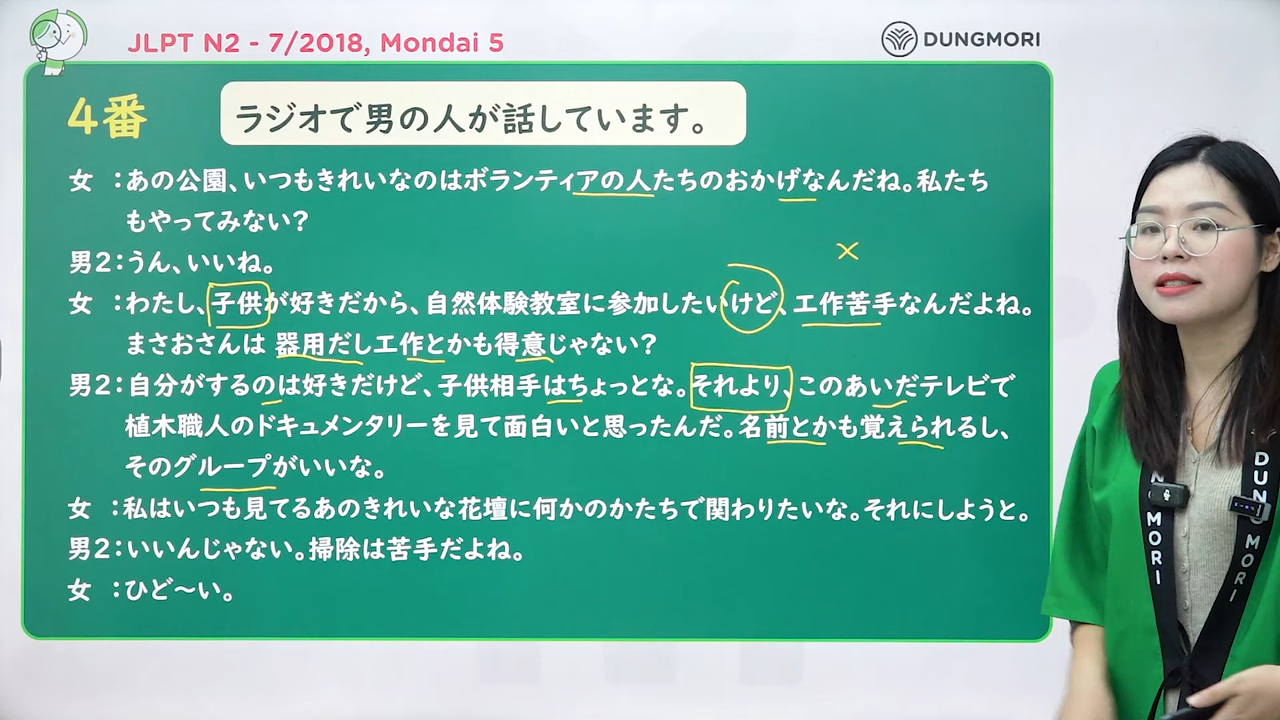 JLPT N2 - 7/2018, Mondai 5
DUNGMORI
4番
ラジオで男の人が話しています。
女 :あの公園、いつもきれいなのはボランティアの人たちのおかげなんだね。私たち
もやってみない?
男2:うん、いいね。
女 :わたし、子供が好きだから、自然体験教室に参加したいけど、工作苦手なんだよね。
まさおさんは 器用だし工作とかも得意じゃない?
男2:自分がするのは好きだけど、子供相手はちょっとな。それより、このあいだテレビで
植木職人のドキュメンタリーを見て面白いと思ったんだ。名前とかも覚えられるし、
そのグループがいいな。
女 :私はいつも見てるあのきれいな花壇に何かのかたちで関わりたいな。それにしようと。
男2:いいんじゃない。掃除は苦手だよね。
女 :ひど〜い。
MORI
MORI